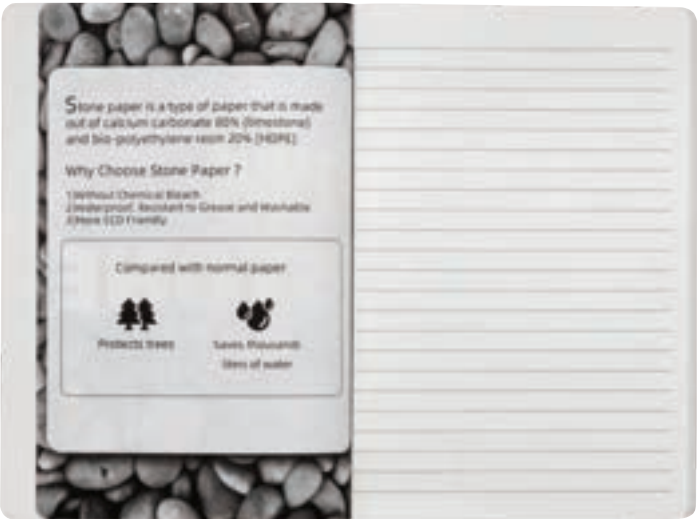 Stone paper is a type of paper that is made
out of calcium carbonate 80% (limestone)
and bio-polyethylene resin 20% [HDPE]
Why Choose Stone Paper ?
1)Without Chemical Bleach
2)Waterproof, Resistant to Grease and Washable
3)More ECO Friendly
Compared with normal paper
Protects trees
Saves thousands
liters of water